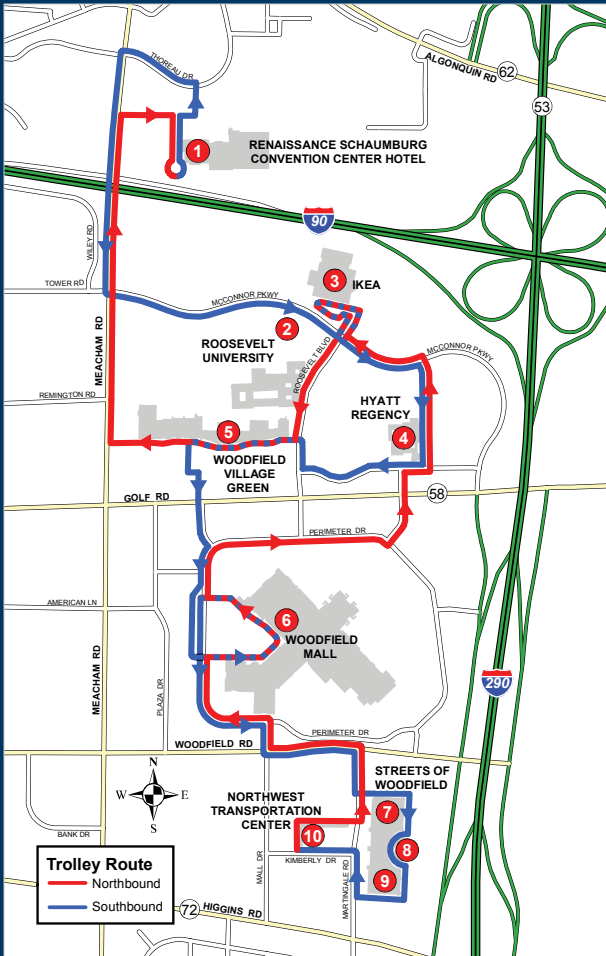 THOREAU DR
ALGONQUIN RD
62
53
1
RENAISSANCE SCHAUMBURG
CONVENTION CENTER HOTEL
90
WILEY RD
TOWER RD
3
IKEA
MCCONNOR PKWY
2
ROOSEVELT
UNIVERSITY
ROOSEVELT BLVD
MCCONNOR PKWY
MEACHAM RD
REMINGTON RD
HYATT
REGENCY
4
5
WOODFIELD
VILLAGE
GREEN
GOLF RD
58
PERIMETER DR
AMERICAN LN
6
WOODFIELD
MALL
MEACHAM RD
PLAZA DR
290
PERIMETER DR
WOODFIELD RD
N
W
E
S
STREETS OF
WOODFIELD
NORTHWEST
TRANSPORTATION
CENTER
7
8
9
10
BANK DR
MALL DR
KIMBERLY DR
MARTINGALE RD
Trolley Route
Northbound
Southbound
72
HIGGINS RD